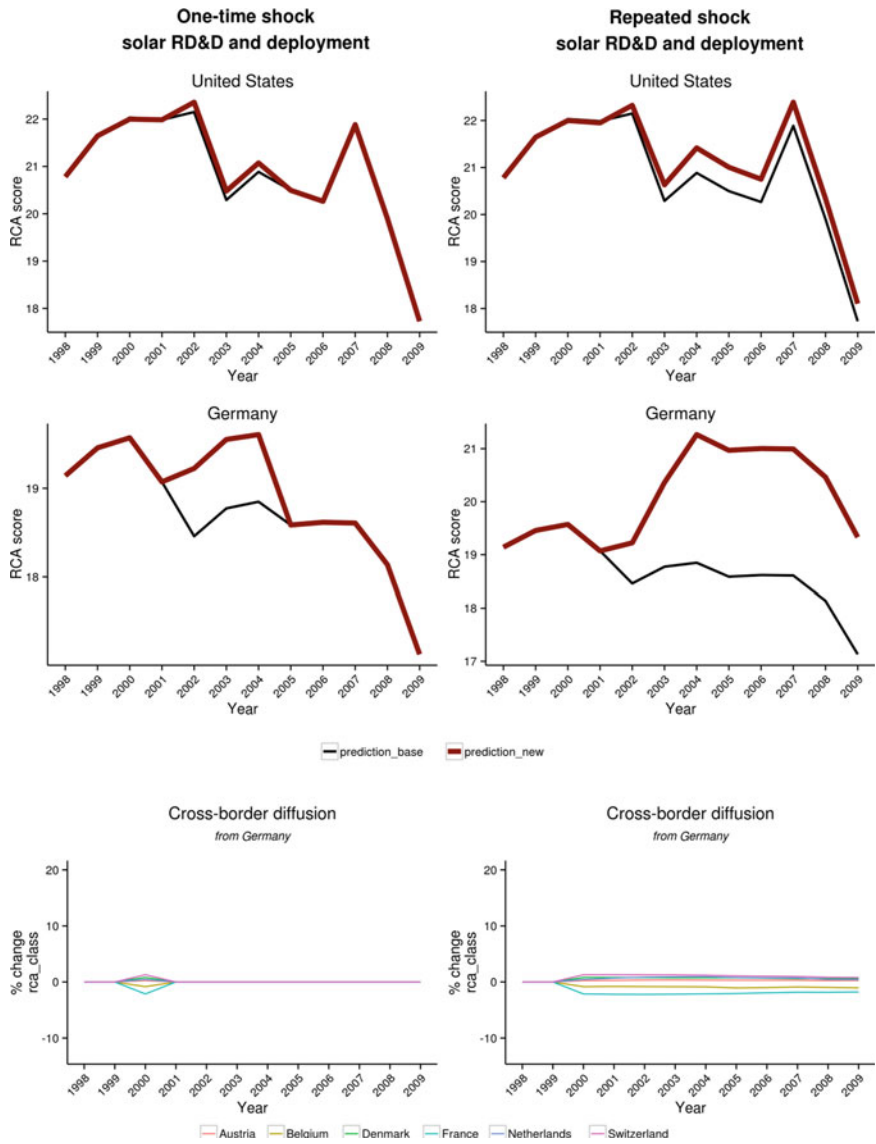 One-time shock
solar RD&D and deployment
Repeated shock
solar RD&D and deployment
United States
RCA score
22
21
20
19
18
1998 1999 2000 2001 2002 2003 2004 2005 2006 2007 2008 2009
Year
United States
RCA score
22
21
20
19
18
1998 1999 2000 2001 2002 2003 2004 2005 2006 2007 2008 2009
Year
Germany
RCA score
19
18
1998 1999 2000 2001 2002 2003 2004 2005 2006 2007 2008 2009
Year
Germany
RCA score
21
20
19
18
17
1998 1999 2000 2001 2002 2003 2004 2005 2006 2007 2008 2009
Year
prediction_base prediction_new
Cross-border diffusion
from Germany
% change
rca_class
20
10
0
-10
1998 1999 2000 2001 2002 2003 2004 2005 2006 2007 2008 2009
Year
Cross-border diffusion
from Germany
% change
rca_class
20
10
0
-10
1998 1999 2000 2001 2002 2003 2004 2005 2006 2007 2008 2009
Year
Austria Belgium Denmark France Netherlands Switzerland